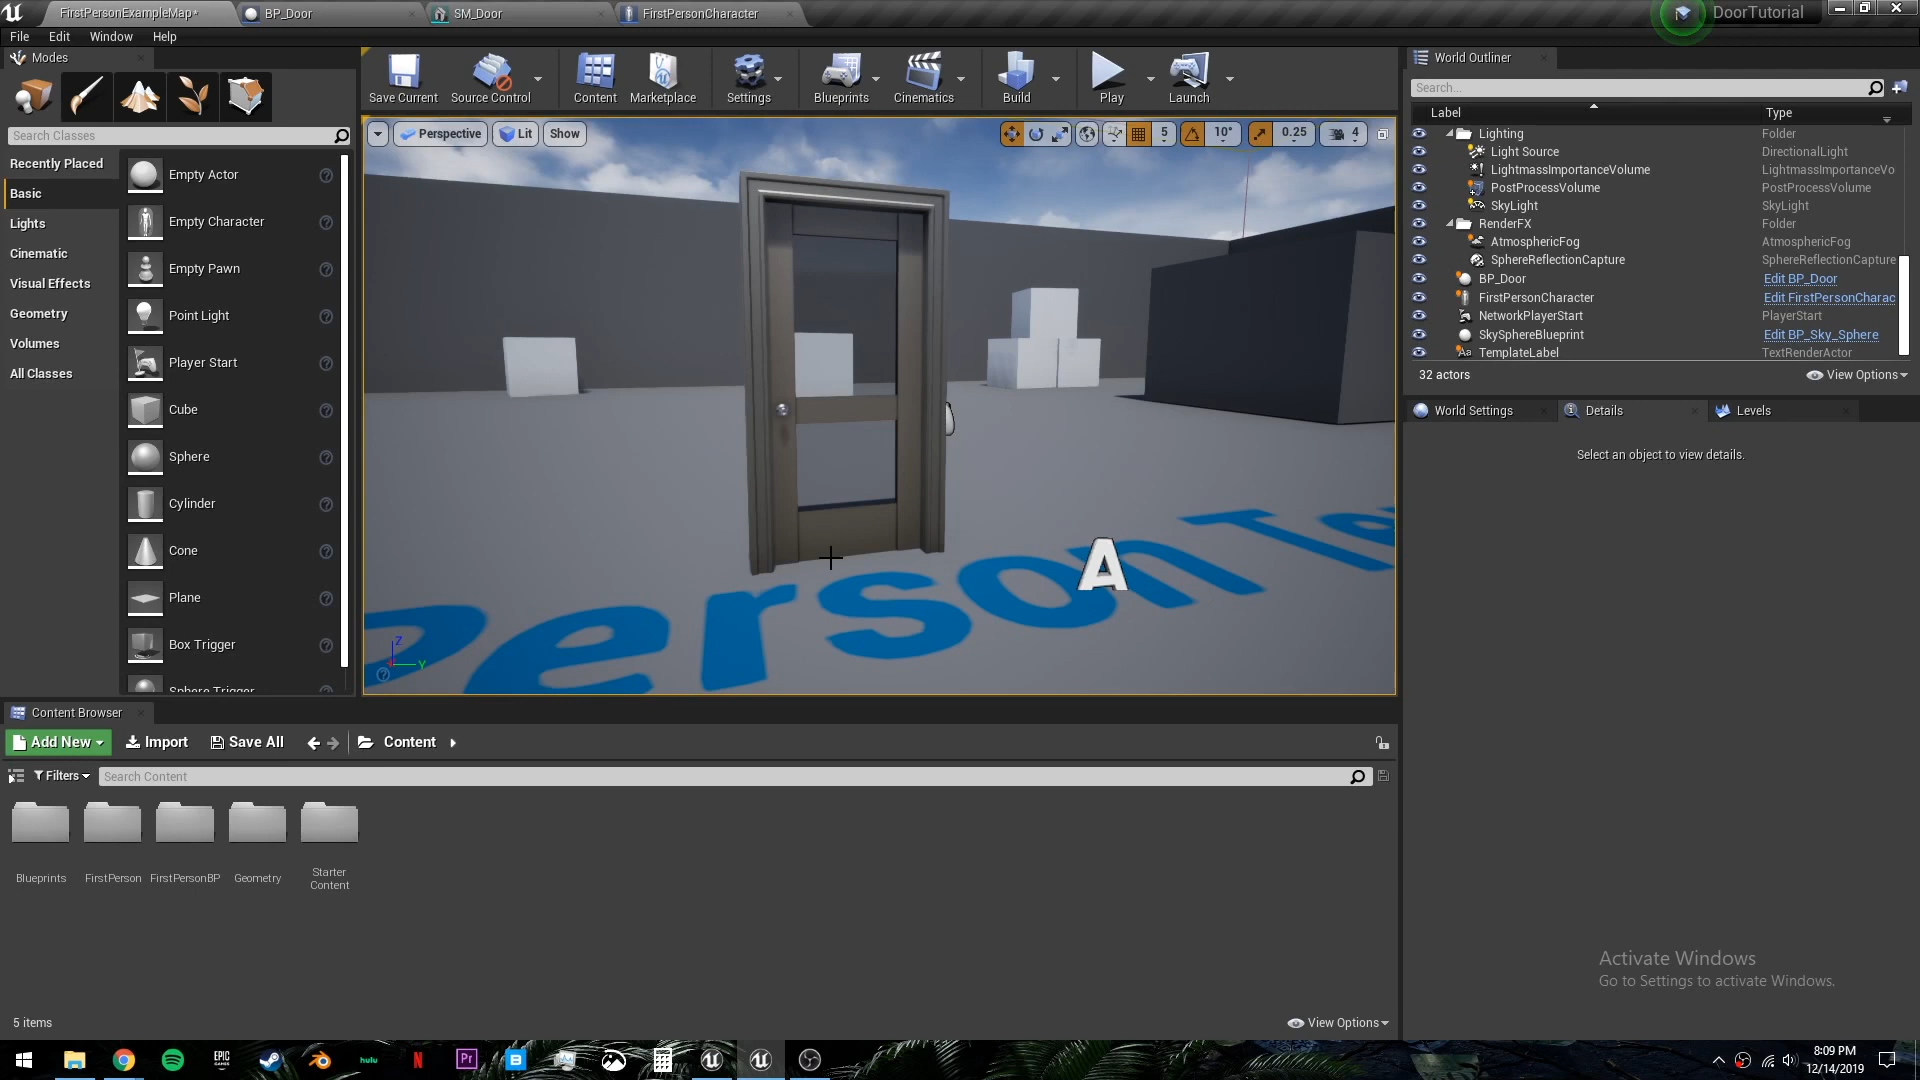 FirstPersonExampleMap*
BP_Door
SM_Door
FirstPersonCharacter
DoorTutorial
File
Edit
Window
Help
Modes
Save Current
Source Control
Content
Marketplace
Settings
Blueprints
Cinematics
Build
Play
Launch
World Outliner
Search...
Label
Type
Search Classes
Recently Placed
Basic
Lights
Cinematic
Visual Effects
Geometry
Volumes
All Classes
Empty Actor
Empty Character
Empty Pawn
Point Light
Player Start
Cube
Sphere
Cylinder
Cone
Plane
Box Trigger
Sphere Trigger
Perspective
Lit
Show
5
10°
0.25
4
Person Te
A
Z
Y
Lighting
Folder
Light Source
DirectionalLight
LightmassImportanceVolume
LightmassImportanceVo
PostProcessVolume
PostProcessVolume
SkyLight
SkyLight
RenderFX
Folder
AtmosphericFog
AtmosphericFog
SphereReflectionCapture
SphereReflectionCapture
BP_Door
Edit BP_Door
FirstPersonCharacter
Edit FirstPersonCharac
NetworkPlayerStart
PlayerStart
SkySphereBlueprint
Edit BP_Sky_Sphere
TemplateLabel
TextRenderActor
32 actors
View Options
World Settings
Details
Levels
Select an object to view details.
Content Browser
Add New
Import
Save All
Content
Filters
Search Content
Blueprints
FirstPerson
FirstPersonBP
Geometry
Starter
Content
5 items
View Options
Activate Windows
Go to Settings to activate Windows.
EPIC
GAMES
hulu
N
Pr
B
8:09 PM
12/14/2019